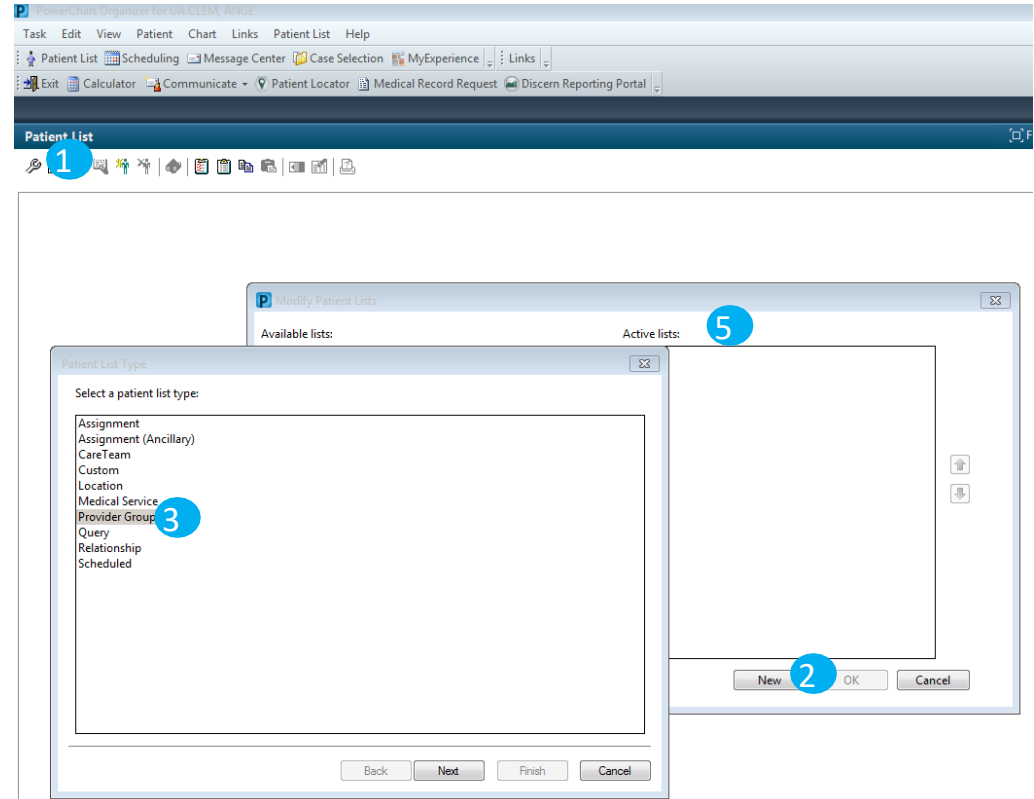 P PowerChart Organizer for UA.CLEM, ANGE
Task Edit View Patient Chart Links Patient List Help
Patient List Scheduling Message Center Case Selection MyExperience Links
Exit Calculator Communicate Patient Locator Medical Record Request Discern Reporting Portal
Patient List F
1
P Modify Patient Lists
Available lists: Active lists: 5
Patient List Type
Select a patient list type:
Assignment
Assignment (Ancillary)
CareTeam
Custom
Location
Medical Service
Provider Group 3
Query
Relationship
Scheduled
New 2 OK Cancel
Back Next Finish Cancel